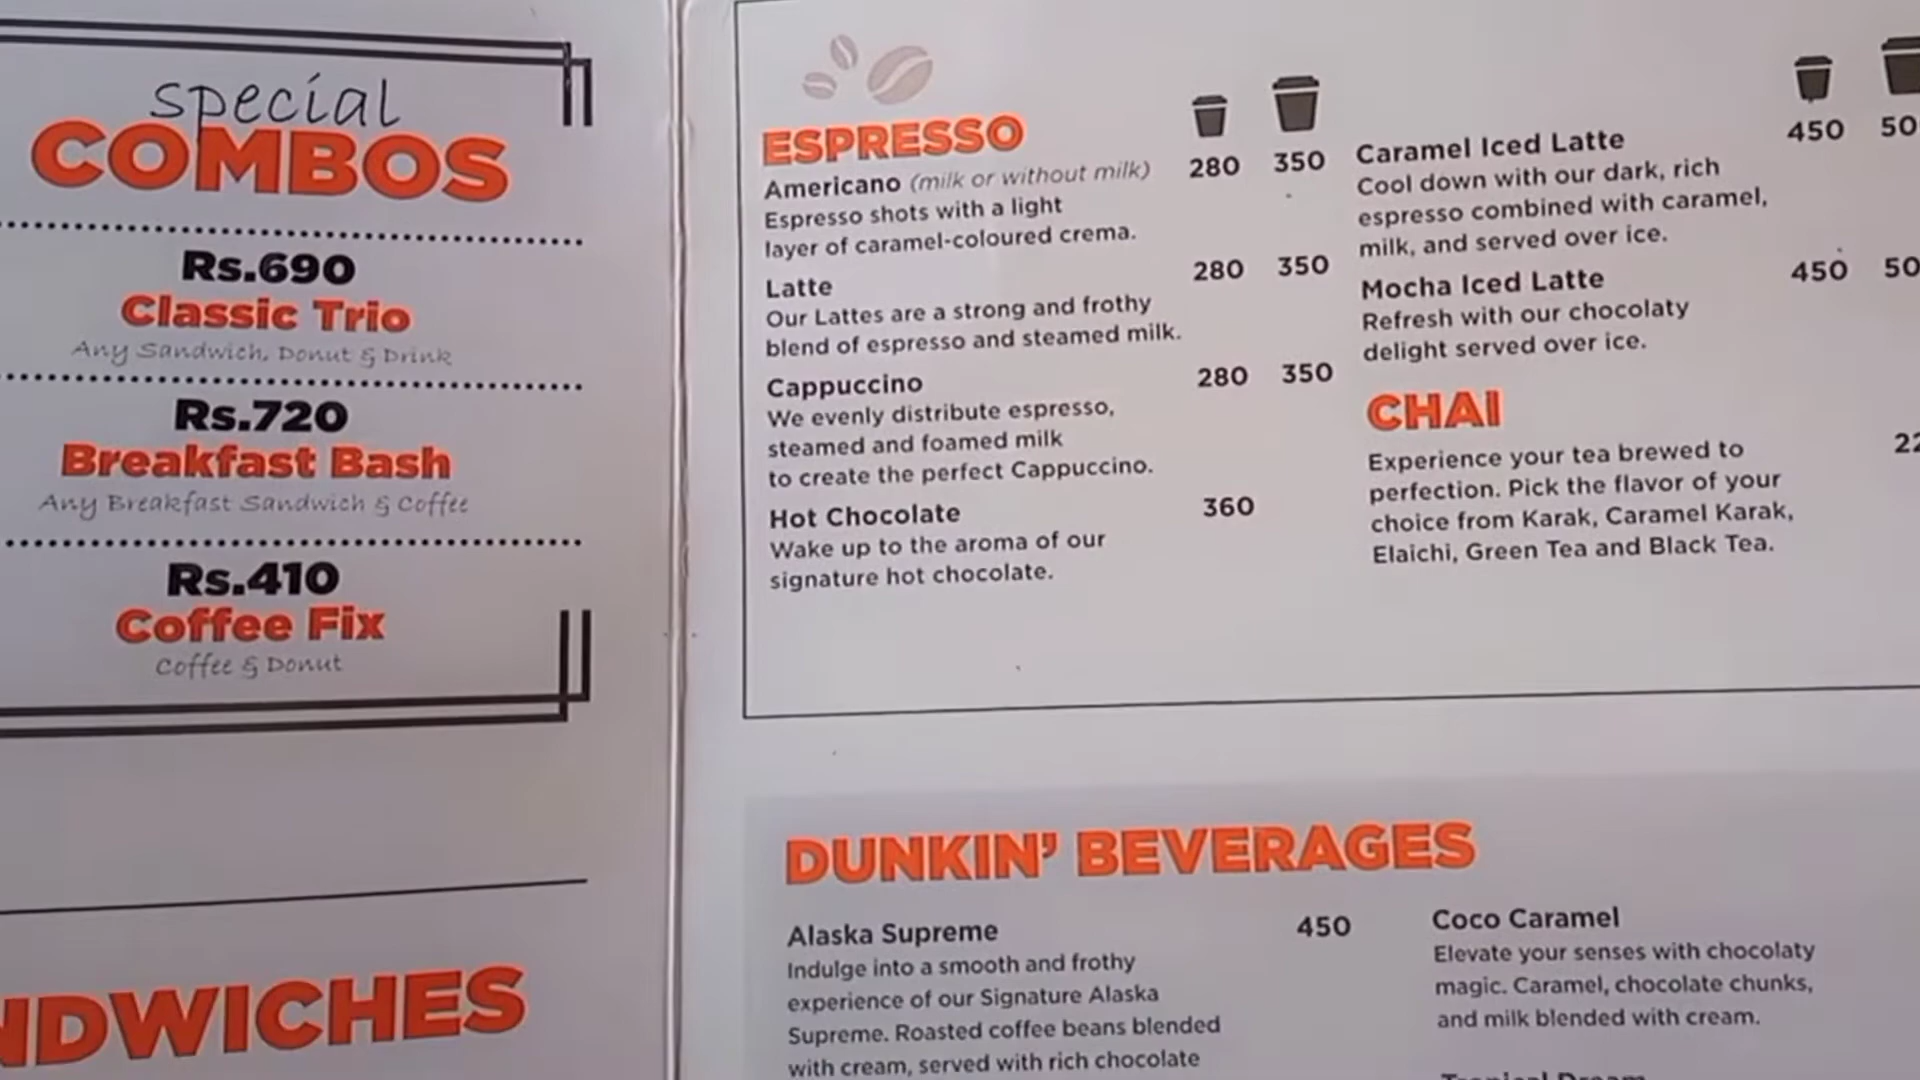 special
COMBOS
Rs.690
Classic Trio
Any Sandwich, Donut & Drink
Rs.720
Breakfast Bash
Any Breakfast Sandwich & Coffee
Rs.410
Coffee Fix
Coffee & Donut
ESPRESSO
Americano (milk or without milk) 280 350
Espresso shots with a light
layer of caramel-coloured crema.
Latte 280 350
Our Lattes are a strong and frothy
blend of espresso and steamed milk.
Cappuccino 280 350
We evenly distribute espresso,
steamed and foamed milk
to create the perfect Cappuccino.
Hot Chocolate 360
Wake up to the aroma of our
signature hot chocolate.
Caramel Iced Latte 450
Cool down with our dark, rich
espresso combined with caramel,
milk, and served over ice.
Mocha Iced Latte 450
Refresh with our chocolaty
delight served over ice.
CHAI
Experience your tea brewed to
perfection. Pick the flavor of your
choice from Karak, Caramel Karak,
Elaichi, Green Tea and Black Tea.
DUNKIN' BEVERAGES
Alaska Supreme 450
Indulge into a smooth and frothy
experience of our Signature Alaska
Supreme. Roasted coffee beans blended
with cream, served with rich chocolate
Coco Caramel
Elevate your senses with chocolaty
magic. Caramel, chocolate chunks,
and milk blended with cream.